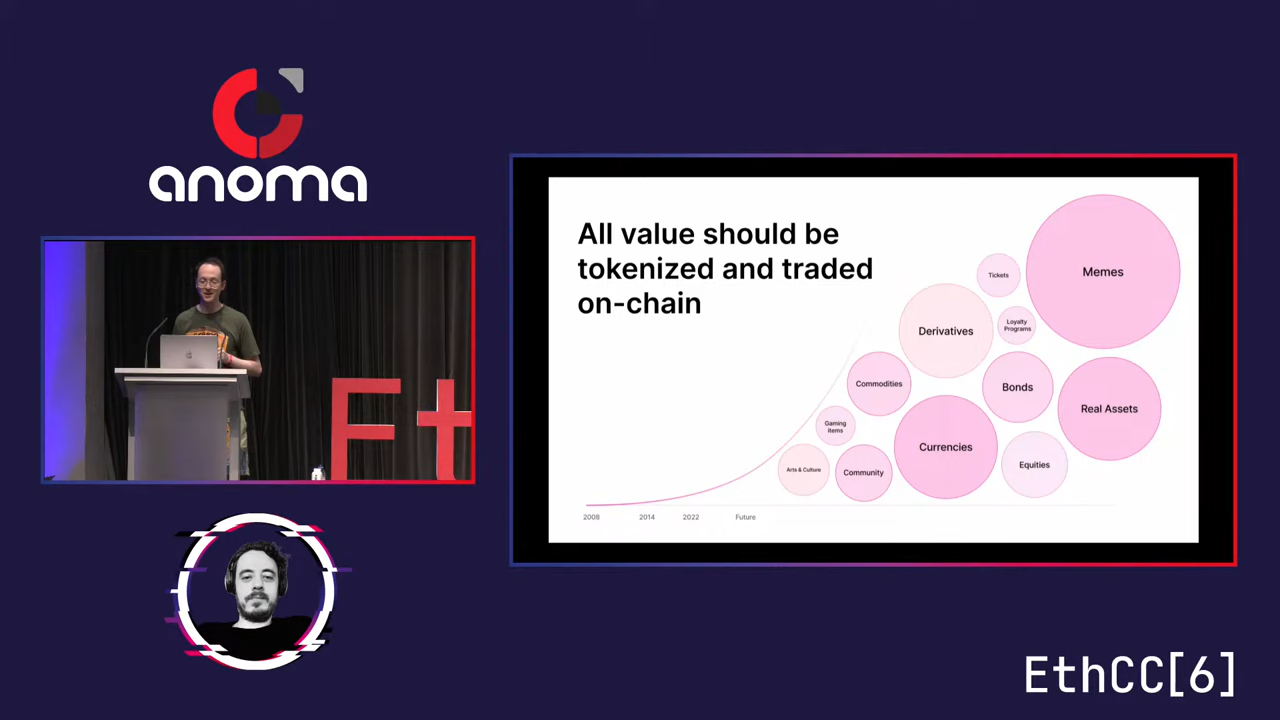 anoma
Et
All value should be
tokenized and traded
on-chain
Tickets
Memes
Loyalty
Programs
Derivatives
Commodities
Bonds
Real Assets
Gaming
Items
Currencies
Arts & Culture
Community
Equities
2008
2014
2022
Future
EthCC[6]